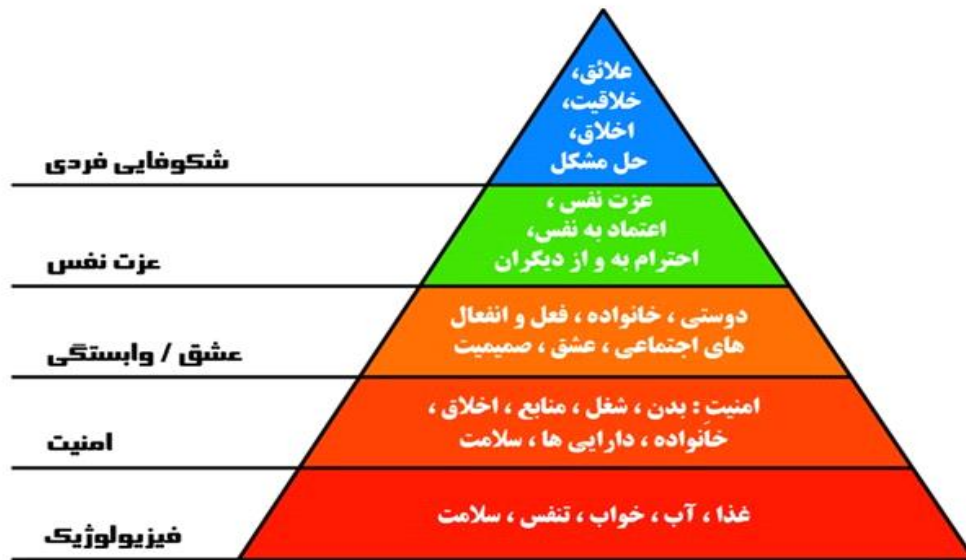 علائق،
خلاقیت،
اخلاق،
حل مشکل
شکوفایی فردی
عزت نفس ،
اعتماد به نفس،
احترام به و از دیگران
عزت نفس
دوستی ، خانواده ، فعل و انفعال
های اجتماعی ، عشق ، صمیمیت
عشق / وابستگی
امنیت : بدن ، شغل ، منابع ، اخلاق ،
خانواده ، دارایی ها ، سلامت
امنیت
غذا ، آب ، خواب ، تنفس ، سلامت
فیزیولوژیک